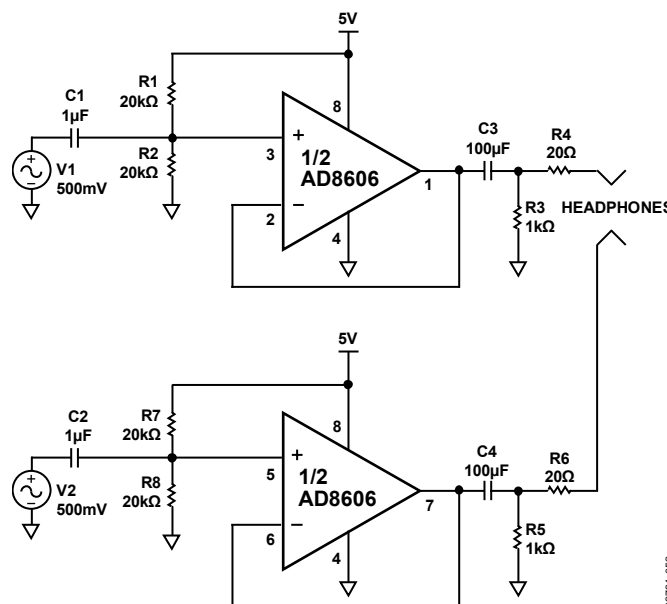 5V
R1
20kΩ
C1
1µF
8
V1
500mV
R2
20kΩ
+
3
1/2
AD8606
1
−
2
4
C3
100µF
R4
20Ω
R3
1kΩ
HEADPHONES
5V
R7
20kΩ
C2
1µF
8
V2
500mV
R8
20kΩ
+
5
1/2
AD8606
7
−
6
4
C4
100µF
R6
20Ω
R5
1kΩ